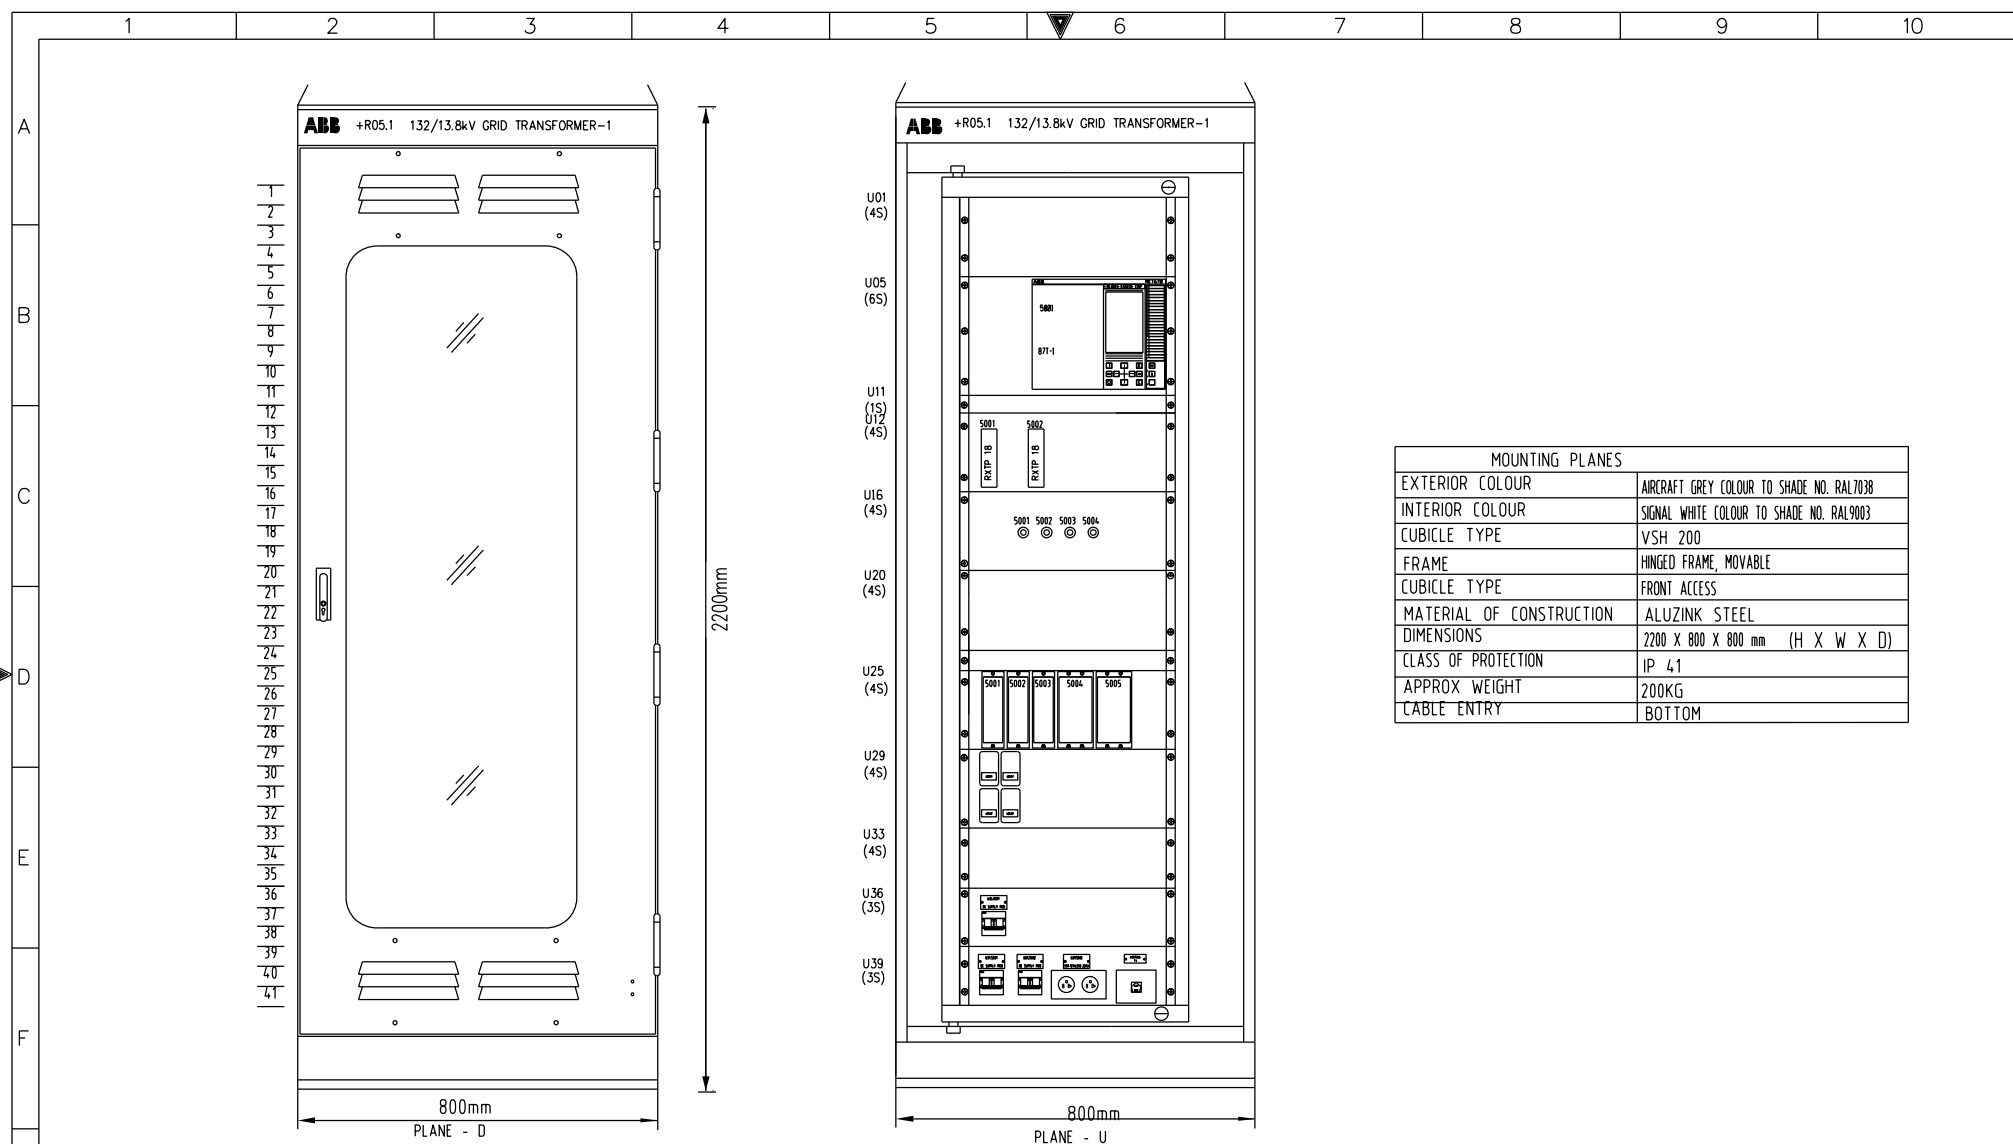 1 2 3 4 5 6 7 8 9 10
A
B
C
D
E
F
ABB +R05.1 132/13.8kV GRID TRANSFORMER-1
1
2
3
4
5
6
7
8
9
10
11
12
13
14
15
16
17
18
19
20
21
22
23
24
25
26
27
28
29
30
31
32
33
34
35
36
37
38
39
40
41
2200mm
800mm
PLANE - D
ABB +R05.1 132/13.8kV GRID TRANSFORMER-1
U01
(4S)
U05
(6S)
5001
87T-1
U11
(1S)
U12
(4S)
5001 5002
RXTP 18 RXTP 18
U16
(4S)
5001 5002 5003 5004
U20
(4S)
U25
(4S)
5001 5002 5003 5004 5005
U29
(4S)
U33
(4S)
U36
(3S)
U39
(3S)
800mm
PLANE - U
MOUNTING PLANES
EXTERIOR COLOUR AIRCRAFT GREY COLOUR TO SHADE NO. RAL7038
INTERIOR COLOUR SIGNAL WHITE COLOUR TO SHADE NO. RAL9003
CUBICLE TYPE VSH 200
FRAME HINGED FRAME, MOVABLE
CUBICLE TYPE FRONT ACCESS
MATERIAL OF CONSTRUCTION ALUZINK STEEL
DIMENSIONS 2200 X 800 X 800 mm (H X W X D)
CLASS OF PROTECTION IP 41
APPROX WEIGHT 200KG
CABLE ENTRY BOTTOM